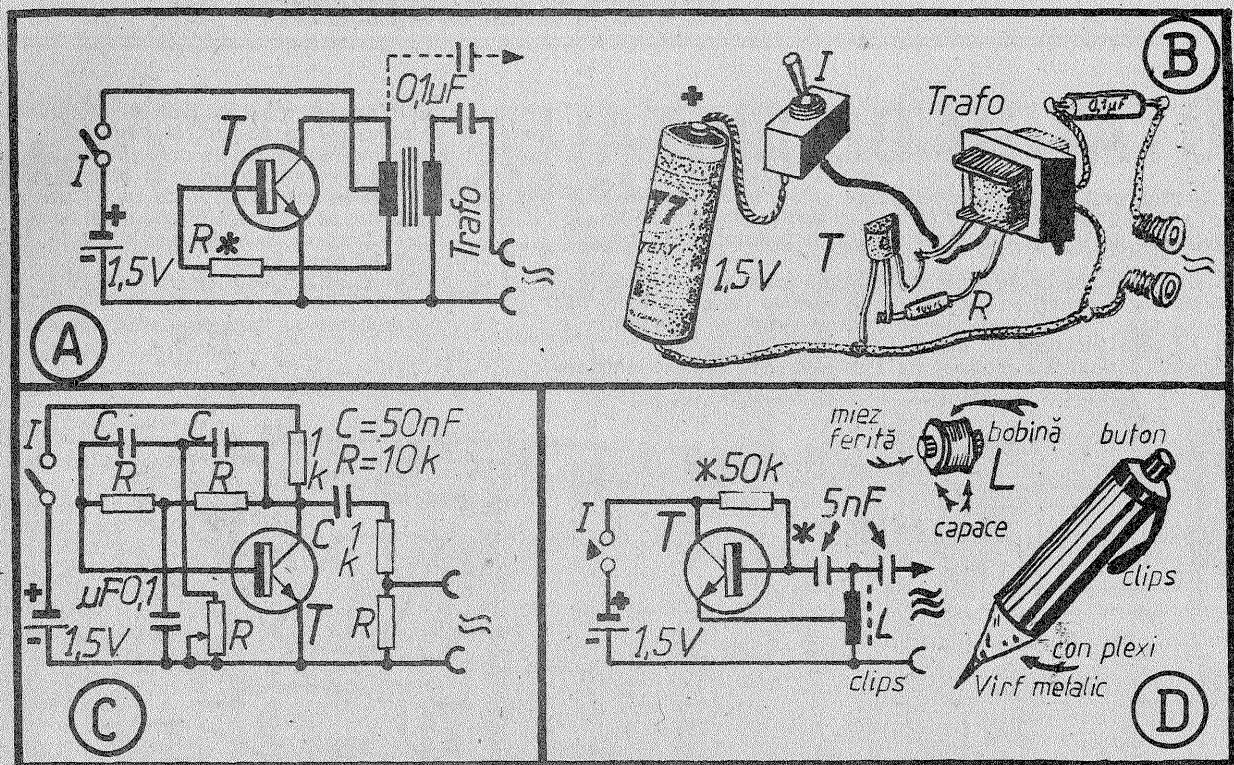 A
I
+
-
1,5V
T
R*
0,1µF
Trafo
B
+
I
Trafo
0,1µF
77
1,5V
T
R
C
I
C
C
R
R
1
k
C=50nF
R=10k
C
1
k
R
µF0,1
R
T
+
-
1,5V
D
miez
ferită
bobină
L
capace
buton
clips
con plexi
Vîrf metalic
*50k
5nF
*
I
T
L
+
-
1,5V
clips